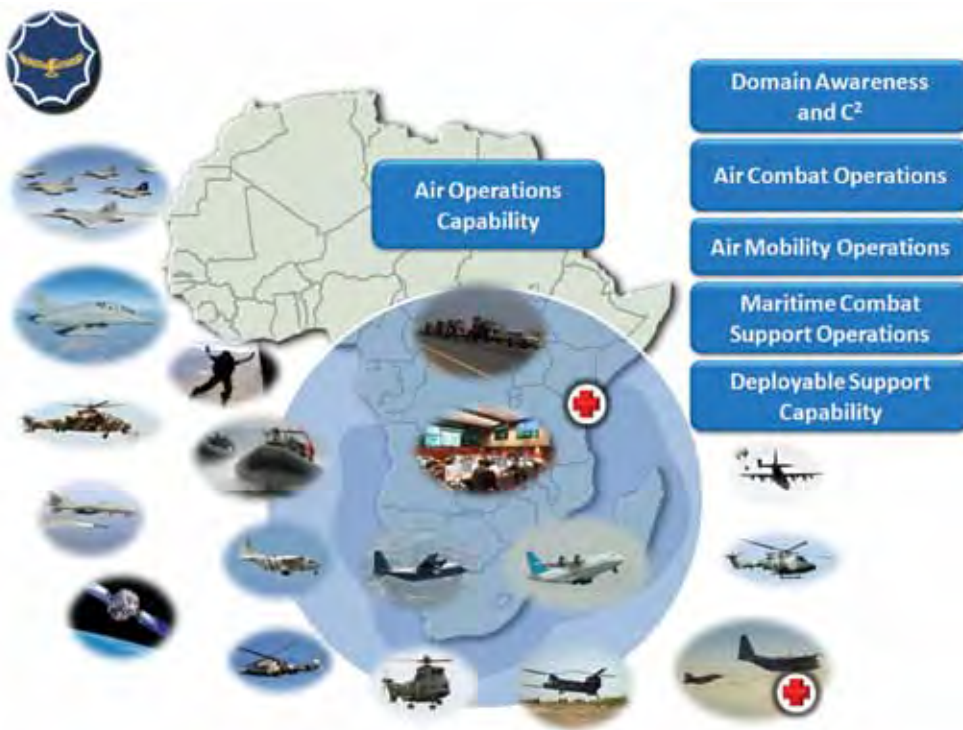 Air Operations
Capability
Domain Awareness
and C²
Air Combat Operations
Air Mobility Operations
Maritime Combat
Support Operations
Deployable Support
Capability